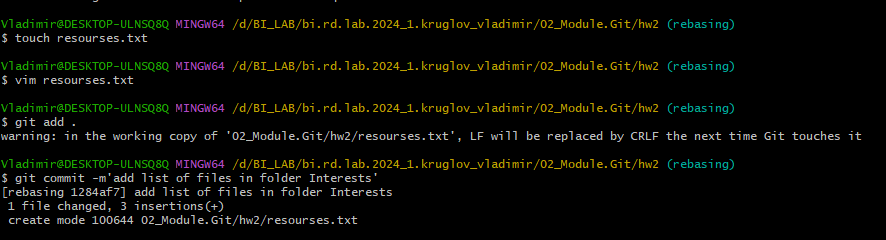 Vladimir@DESKTOP-ULNSQ8Q MINGW64 /d/BI_LAB/bi.rd.lab.2024_1.kruglov_vladimir/02_Module.Git/hw2 (rebasing)
$ touch resourses.txt
Vladimir@DESKTOP-ULNSQ8Q MINGW64 /d/BI_LAB/bi.rd.lab.2024_1.kruglov_vladimir/02_Module.Git/hw2 (rebasing)
$ vim resourses.txt
Vladimir@DESKTOP-ULNSQ8Q MINGW64 /d/BI_LAB/bi.rd.lab.2024_1.kruglov_vladimir/02_Module.Git/hw2 (rebasing)
$ git add .
warning: in the working copy of '02_Module.Git/hw2/resourses.txt', LF will be replaced by CRLF the next time Git touches it
Vladimir@DESKTOP-ULNSQ8Q MINGW64 /d/BI_LAB/bi.rd.lab.2024_1.kruglov_vladimir/02_Module.Git/hw2 (rebasing)
$ git commit -m'add list of files in folder Interests'
[rebasing 1284af7] add list of files in folder Interests
 1 file changed, 3 insertions(+)
 create mode 100644 02_Module.Git/hw2/resourses.txt